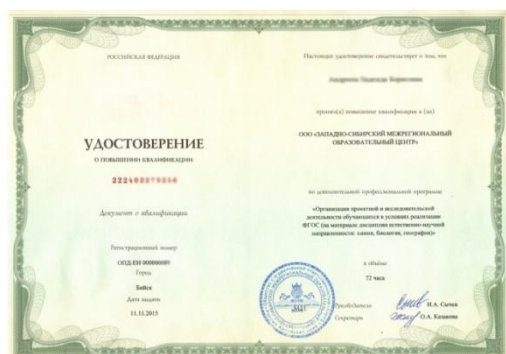 РОССИЙСКАЯ ФЕДЕРАЦИЯ
УДОСТОВЕРЕНИЕ
О ПОВЫШЕНИИ КВАЛИФИКАЦИИ
Документ о квалификации
Регистрационный номер
Город
Бийск
Дата выдачи
11.11.2015
Настоящее удостоверение свидетельствует о том, что
прошел(а) повышение квалификации в (на)
ООО «ЗАПАДНО-СИБИРСКИЙ МЕЖРЕГИОНАЛЬНЫЙ
ОБРАЗОВАТЕЛЬНЫЙ ЦЕНТР»
по дополнительной профессиональной программе
«Организация проектной и исследовательской
деятельности обучающихся в условиях реализации
ФГОС (на материале дисциплин естественно-научной
направленности: химия, биология, география)»
в объёме
72 часа
Руководитель И.А. Сычев
Секретарь О.А. Казакова